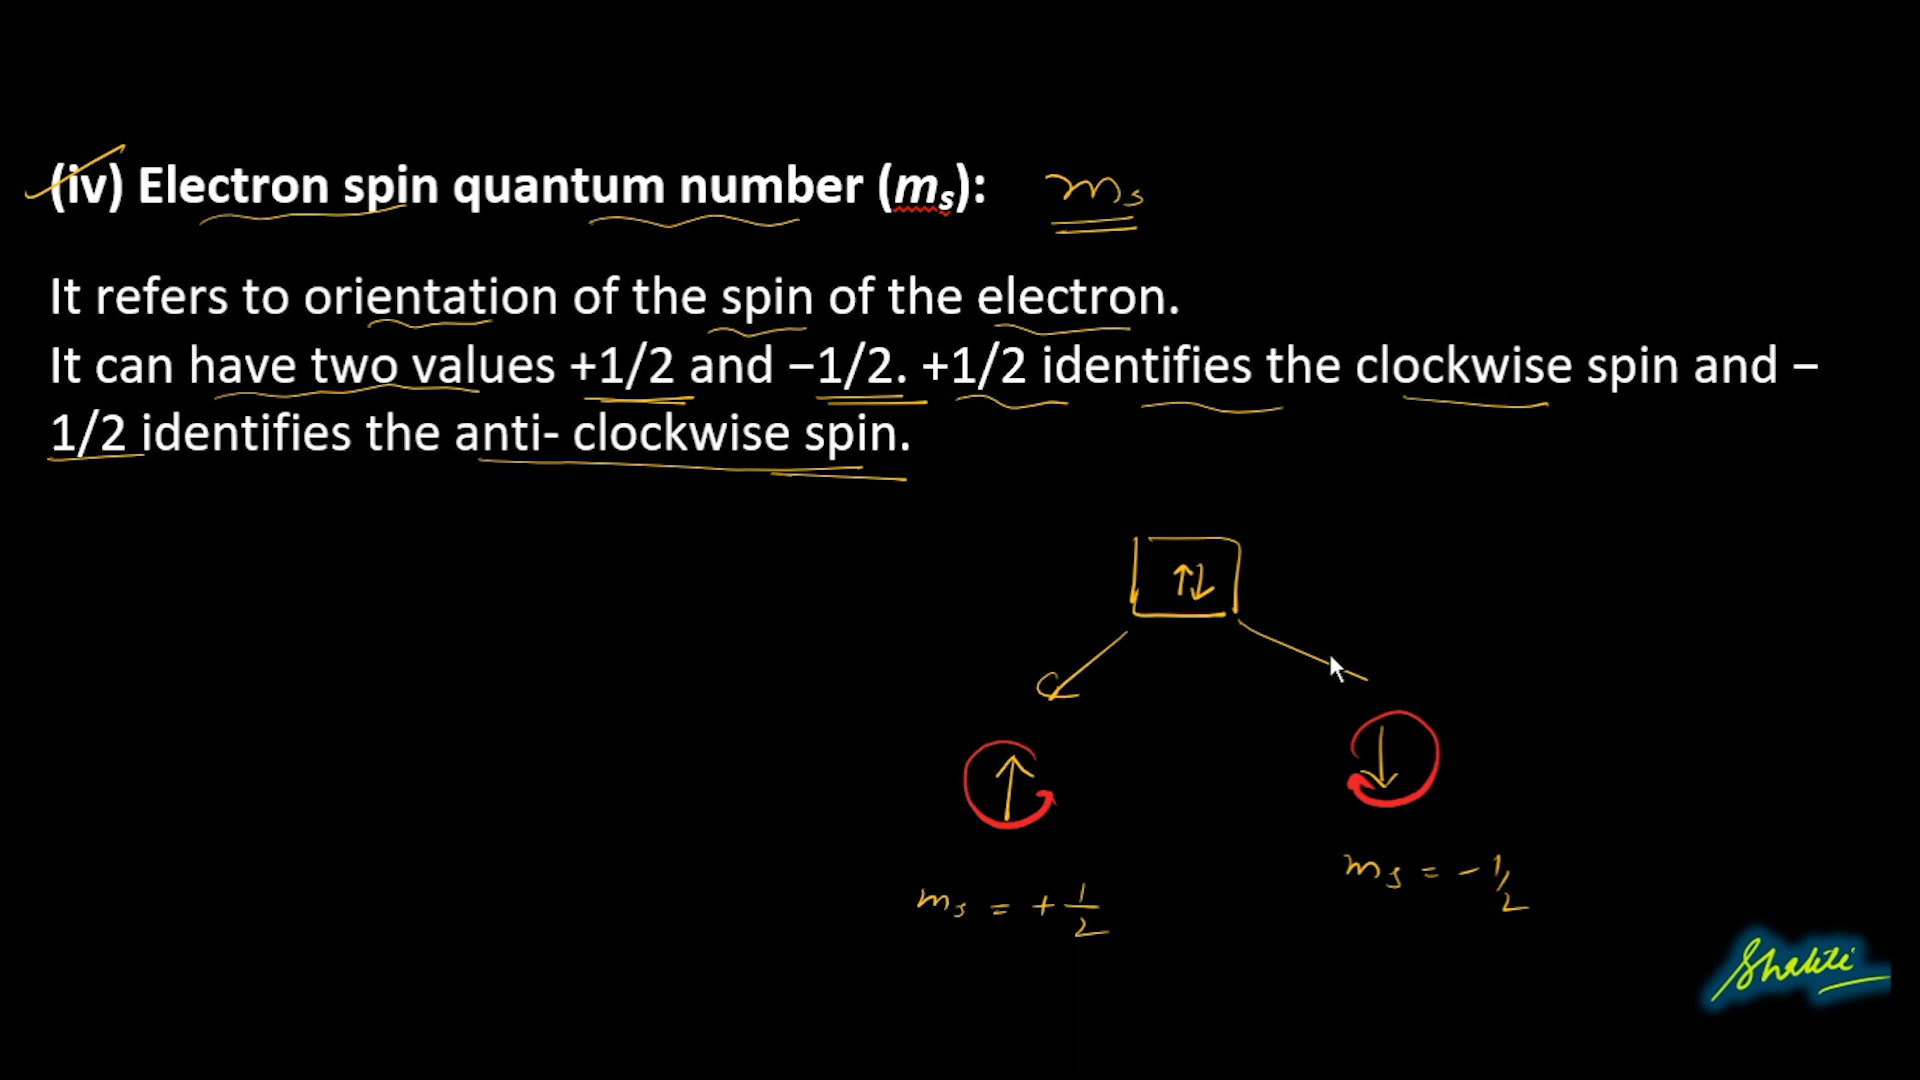 (iv) Electron spin quantum number (ms): ms
It refers to orientation of the spin of the electron.
It can have two values +1/2 and −1/2. +1/2 identifies the clockwise spin and −
1/2 identifies the anti- clockwise spin.
↑↓
ms = +1/2
ms = -1/2
Shakti